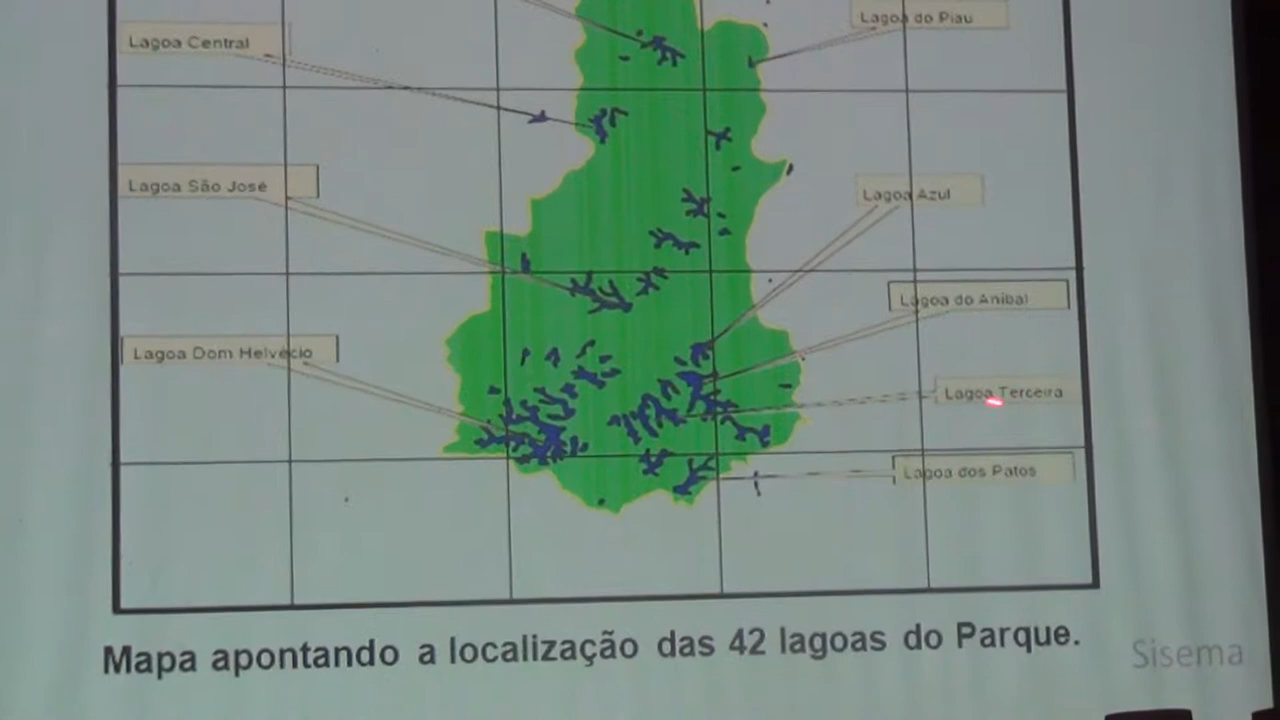 Lagoa do Piau
Lagoa Central
Lagoa São José
Lagoa Azul
Lagoa do Anibal
Lagoa Dom Helvécio
Lagoa Terceira
Lagoa dos Patos
Mapa apontando a localização das 42 lagoas do Parque.
Sisema